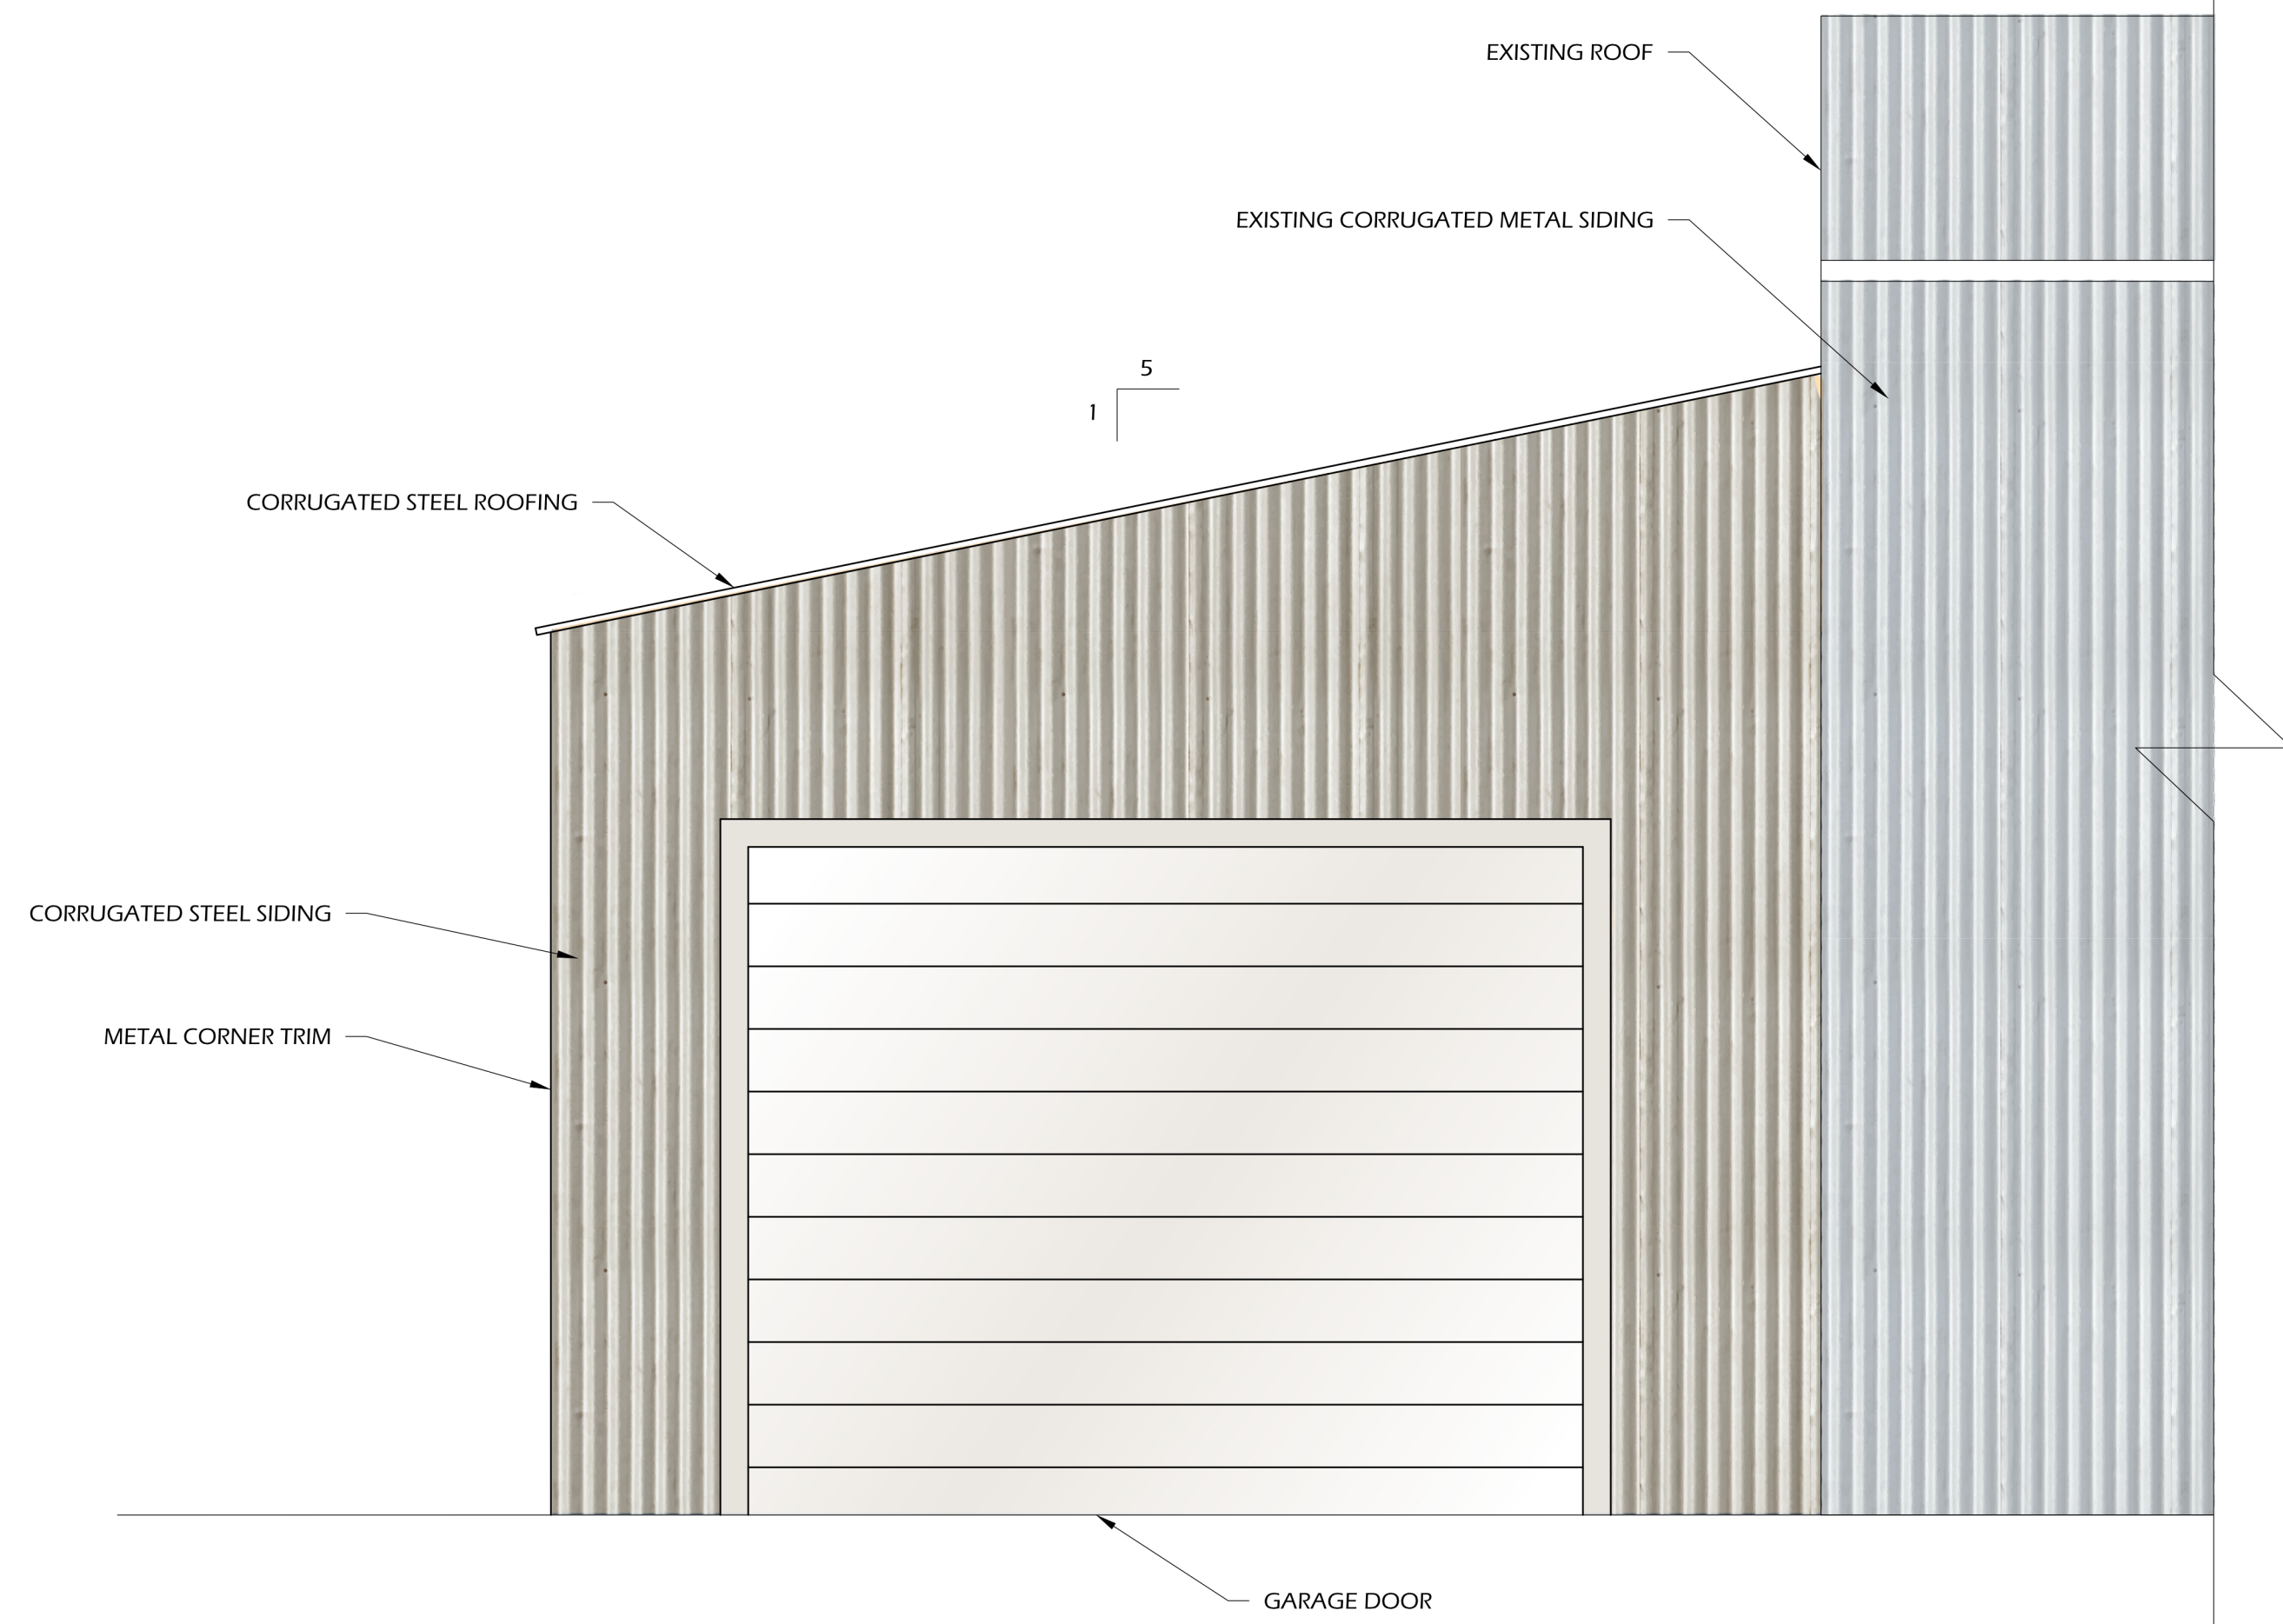 EXISTING ROOF
EXISTING CORRUGATED METAL SIDING
5
1
CORRUGATED STEEL ROOFING
CORRUGATED STEEL SIDING
METAL CORNER TRIM
GARAGE DOOR